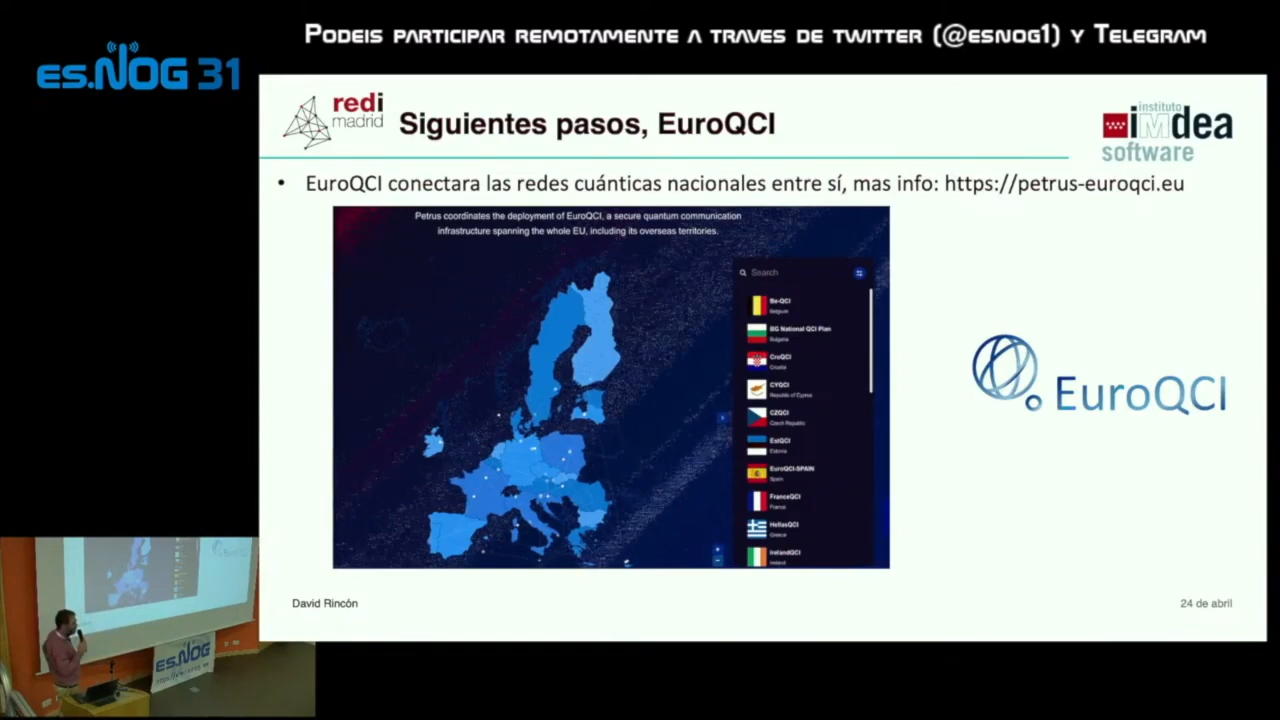 PODEIS PARTICIPAR REMOTAMENTE A TRAVES DE TWITTER (@ESNOG1) Y TELEGRAM
es.NOG 31
redi
madrid
Siguientes pasos, EuroQCI
instituto
iMdea
software
• EuroQCI conectara las redes cuánticas nacionales entre sí, mas info: https://petrus-euroqci.eu
Petrus coordinates the deployment of EuroQCI, a secure quantum communication
infrastructure spanning the whole EU, including its overseas territories.
Search
Be-QCI
Belgium
BG National QCI Plan
Bulgaria
CroQCI
Croatia
CYQCI
Republic of Cyprus
CZQCI
Czech Republic
EstQCI
Estonia
EuroQCI-SPAIN
Spain
FranceQCI
France
HellasQCI
Greece
IrelandQCI
Ireland
EuroQCI
David Rincón
24 de abril
es.NOG